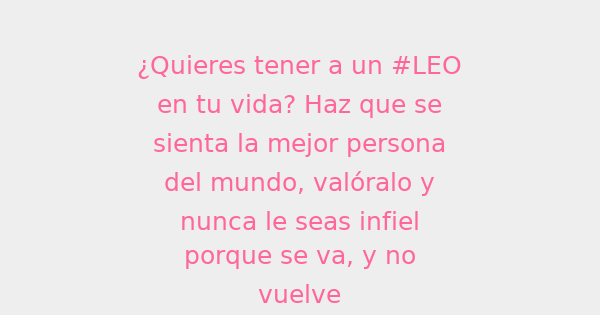 ¿Quieres tener a un #LEO
en tu vida? Haz que se
sienta la mejor persona
del mundo, valóralo y
nunca le seas infiel
porque se va, y no
vuelve